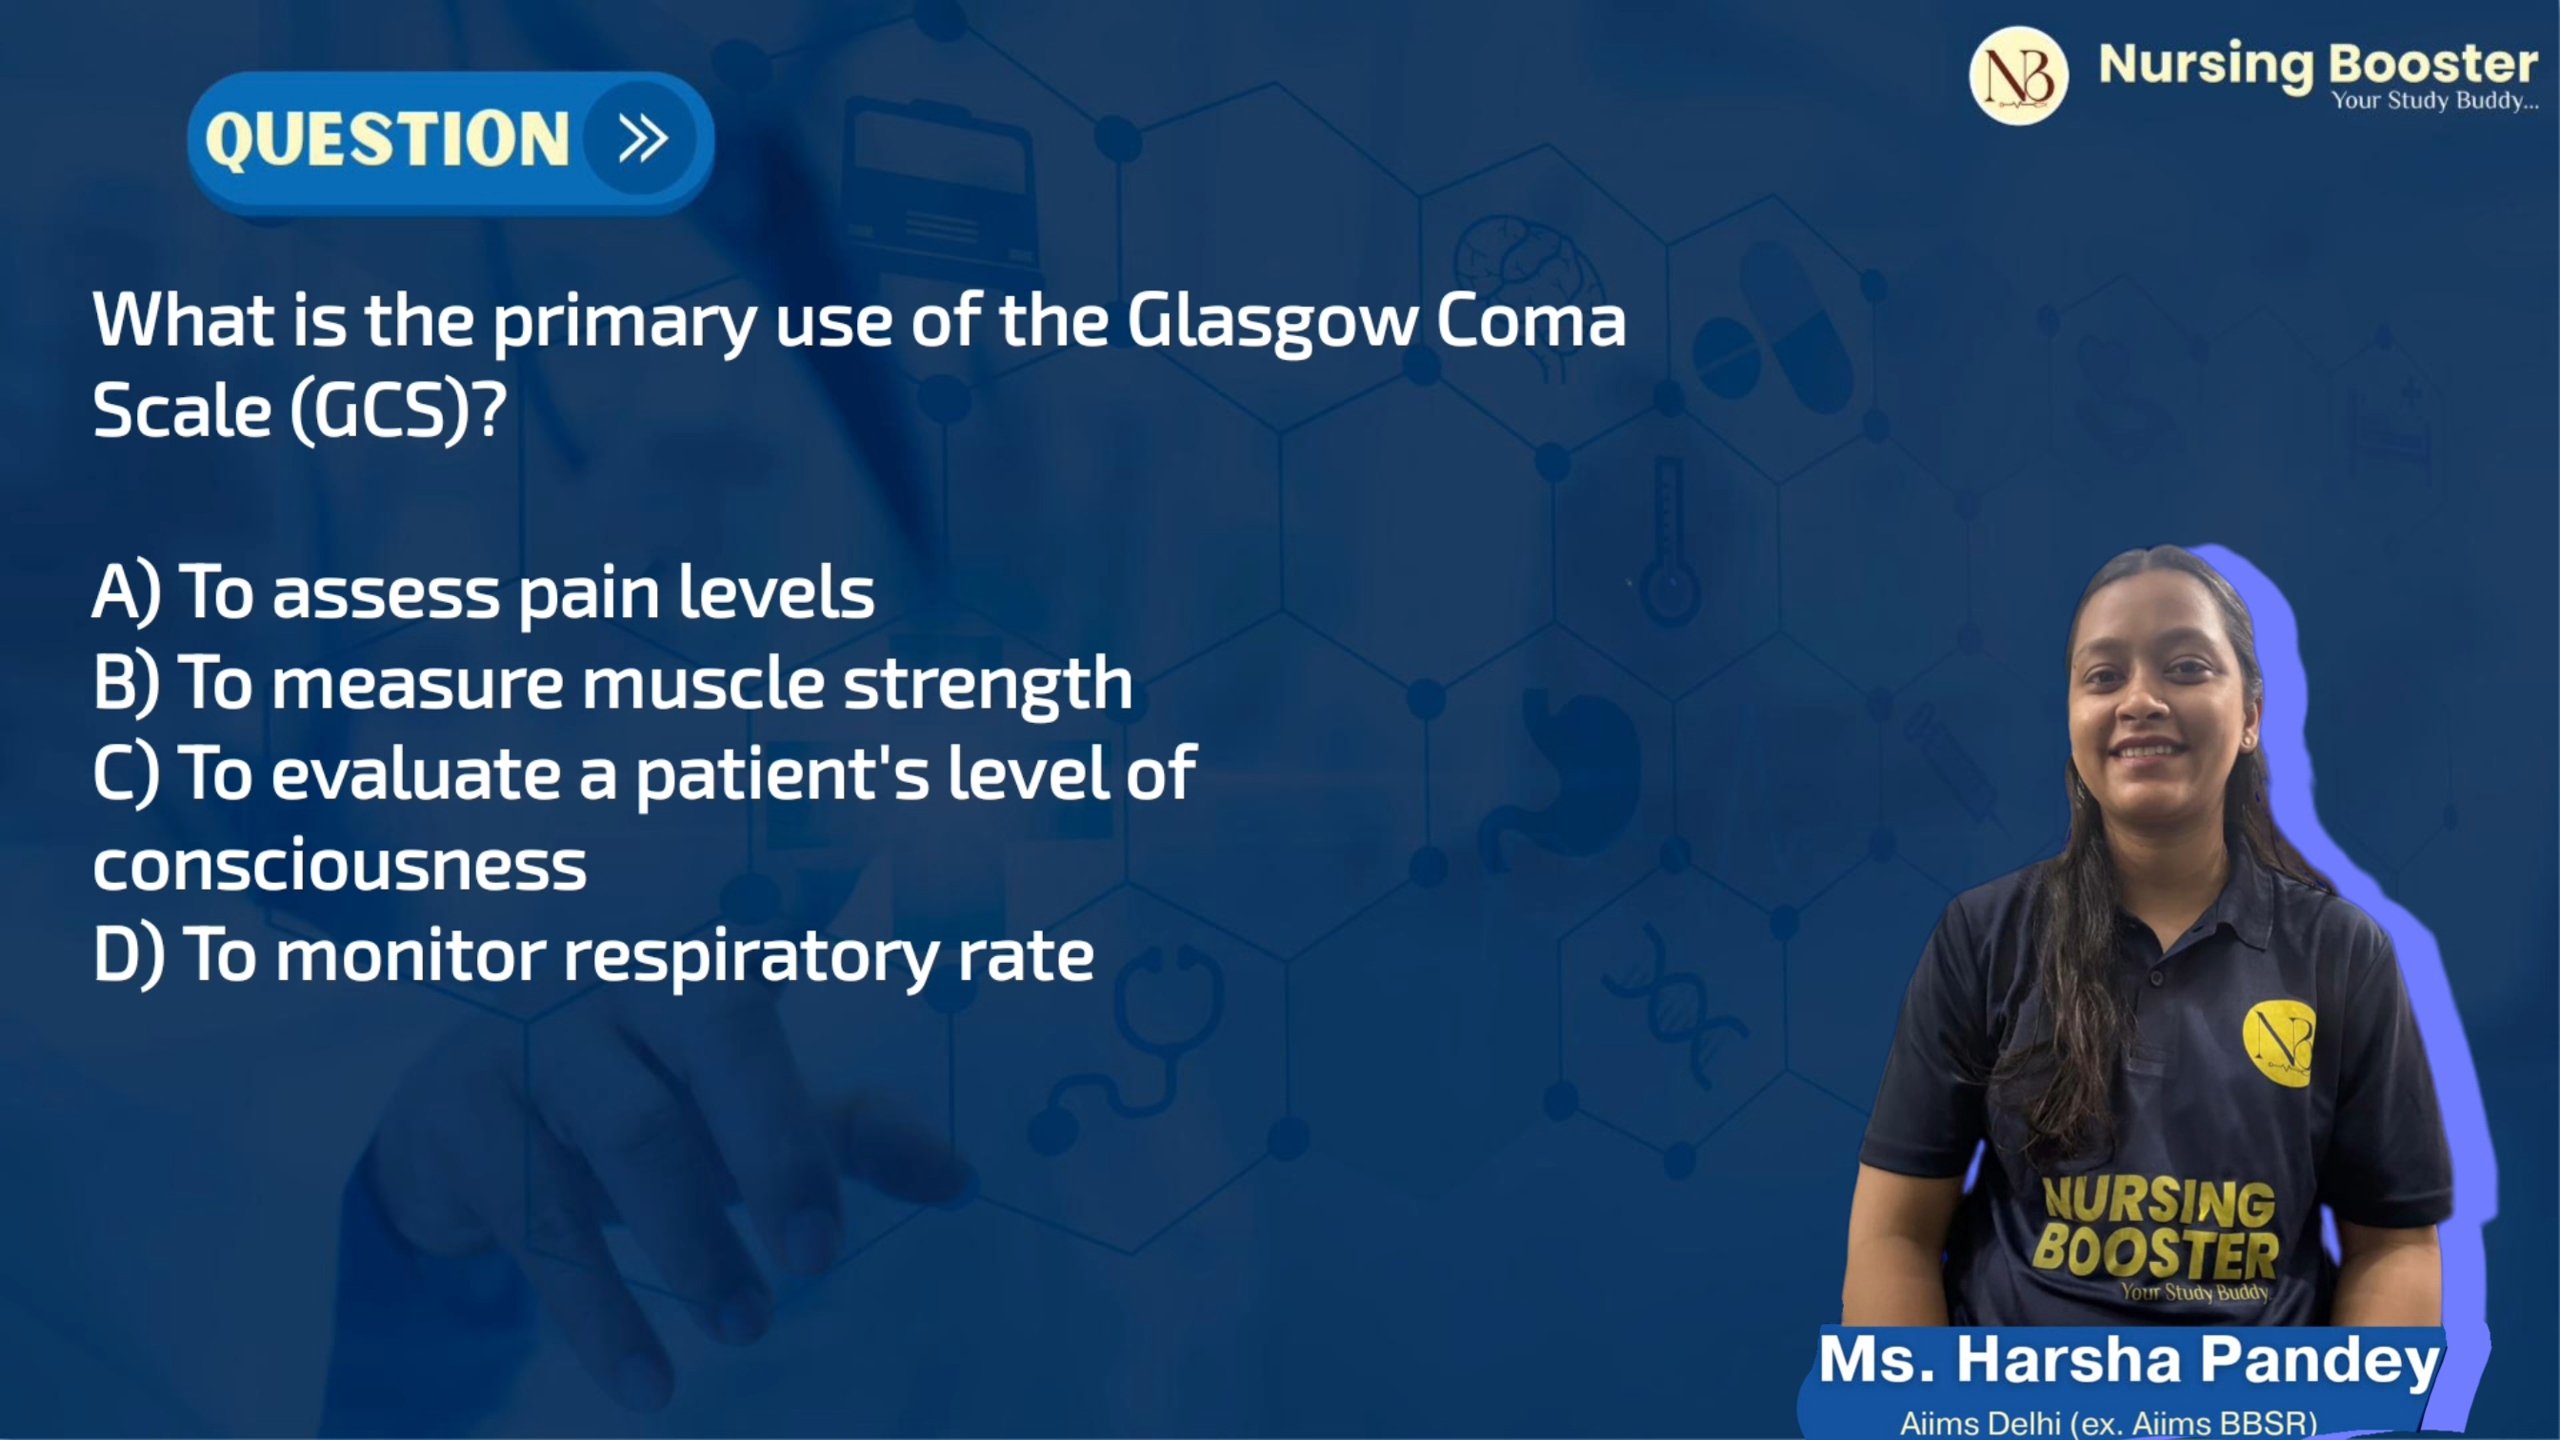 QUESTION
NB
Nursing Booster
Your Study Buddy...
What is the primary use of the Glasgow Coma
Scale (GCS)?
A) To assess pain levels
B) To measure muscle strength
C) To evaluate a patient's level of
consciousness
D) To monitor respiratory rate
NB
NURSING
BOOSTER
Your Study Buddy.
Ms. Harsha Pandey
Aiims Delhi (ex. Aiims BBSR)